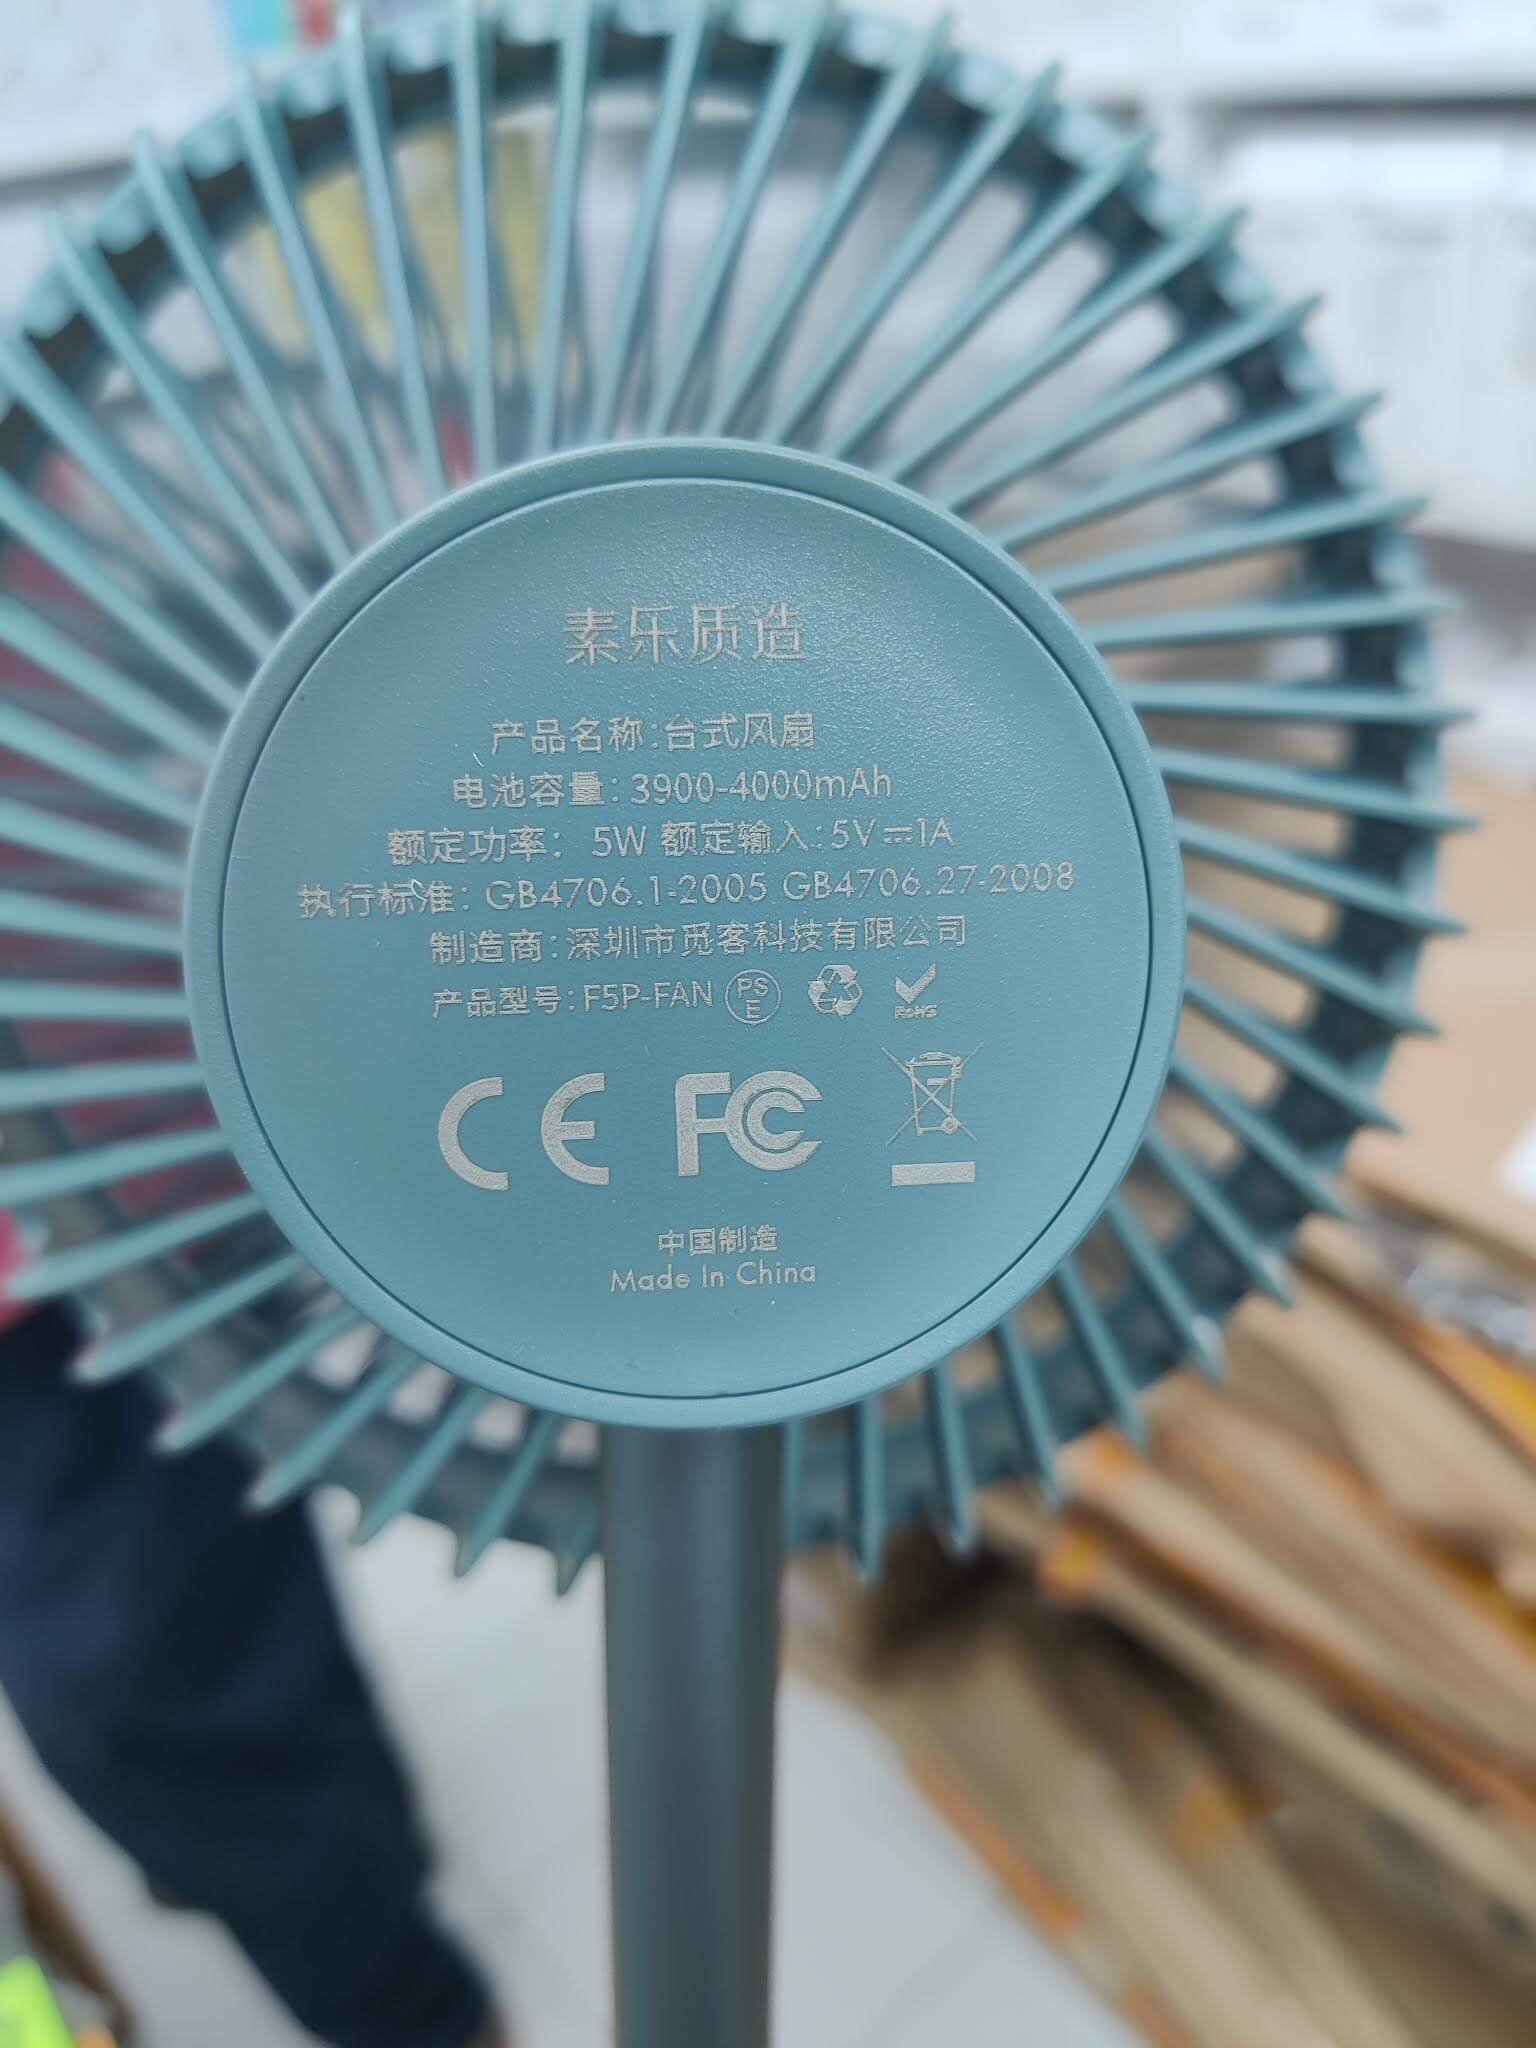 素乐质造
产品名称:台式风扇
电池容量:3900-4000mAh
额定功率: 5W 额定输入:5V⎓1A
执行标准: GB4706.1-2005 GB4706.27-2008
制造商:深圳市觅客科技有限公司
产品型号:F5P-FAN PSE RoHS
CE FC
中国制造
Made In China